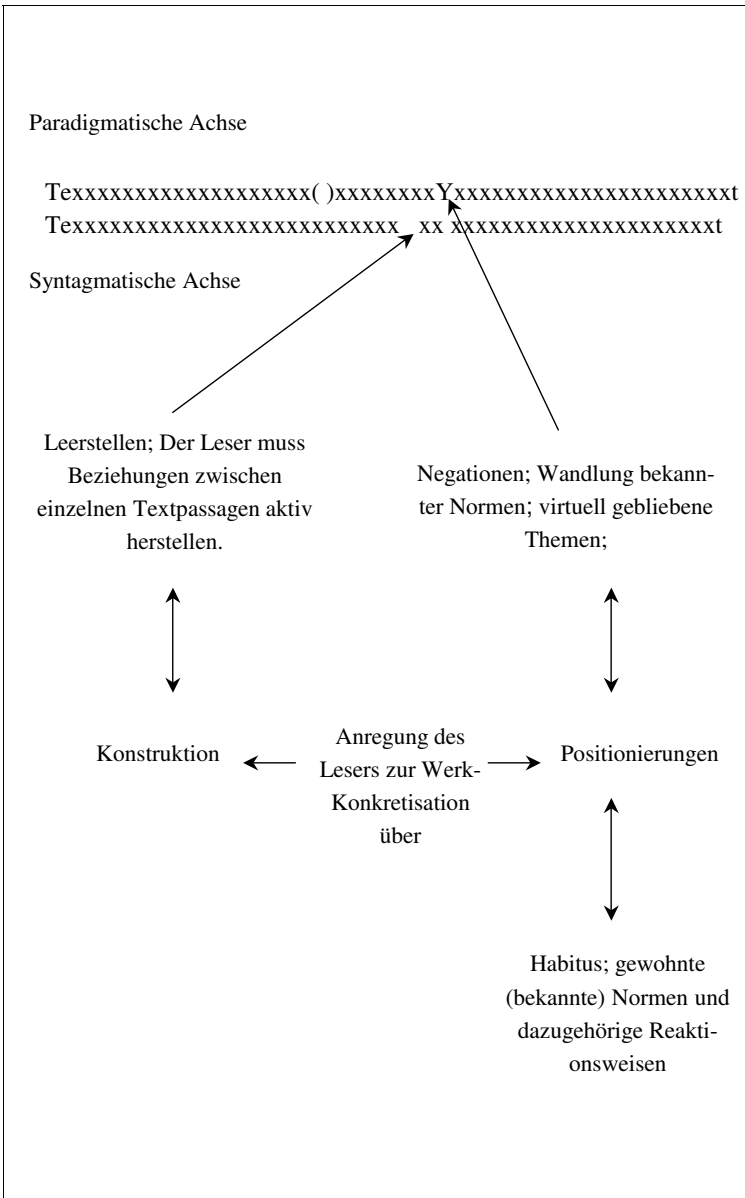 Paradigmatische Achse
Texxxxxxxxxxxxxxxxxxx( )xxxxxxxxYxxxxxxxxxxxxxxxxxxxxxxt
Texxxxxxxxxxxxxxxxxxxxxxxxxx xx xxxxxxxxxxxxxxxxxxxxxt
Syntagmatische Achse
Leerstellen; Der Leser muss
Beziehungen zwischen
einzelnen Textpassagen aktiv
herstellen.
Negationen; Wandlung bekann-
ter Normen; virtuell gebliebene
Themen;
Konstruktion
Anregung des
Lesers zur Werk-
Konkretisation
über
Positionierungen
Habitus; gewohnte
(bekannte) Normen und
dazugehörige Reakti-
onsweisen